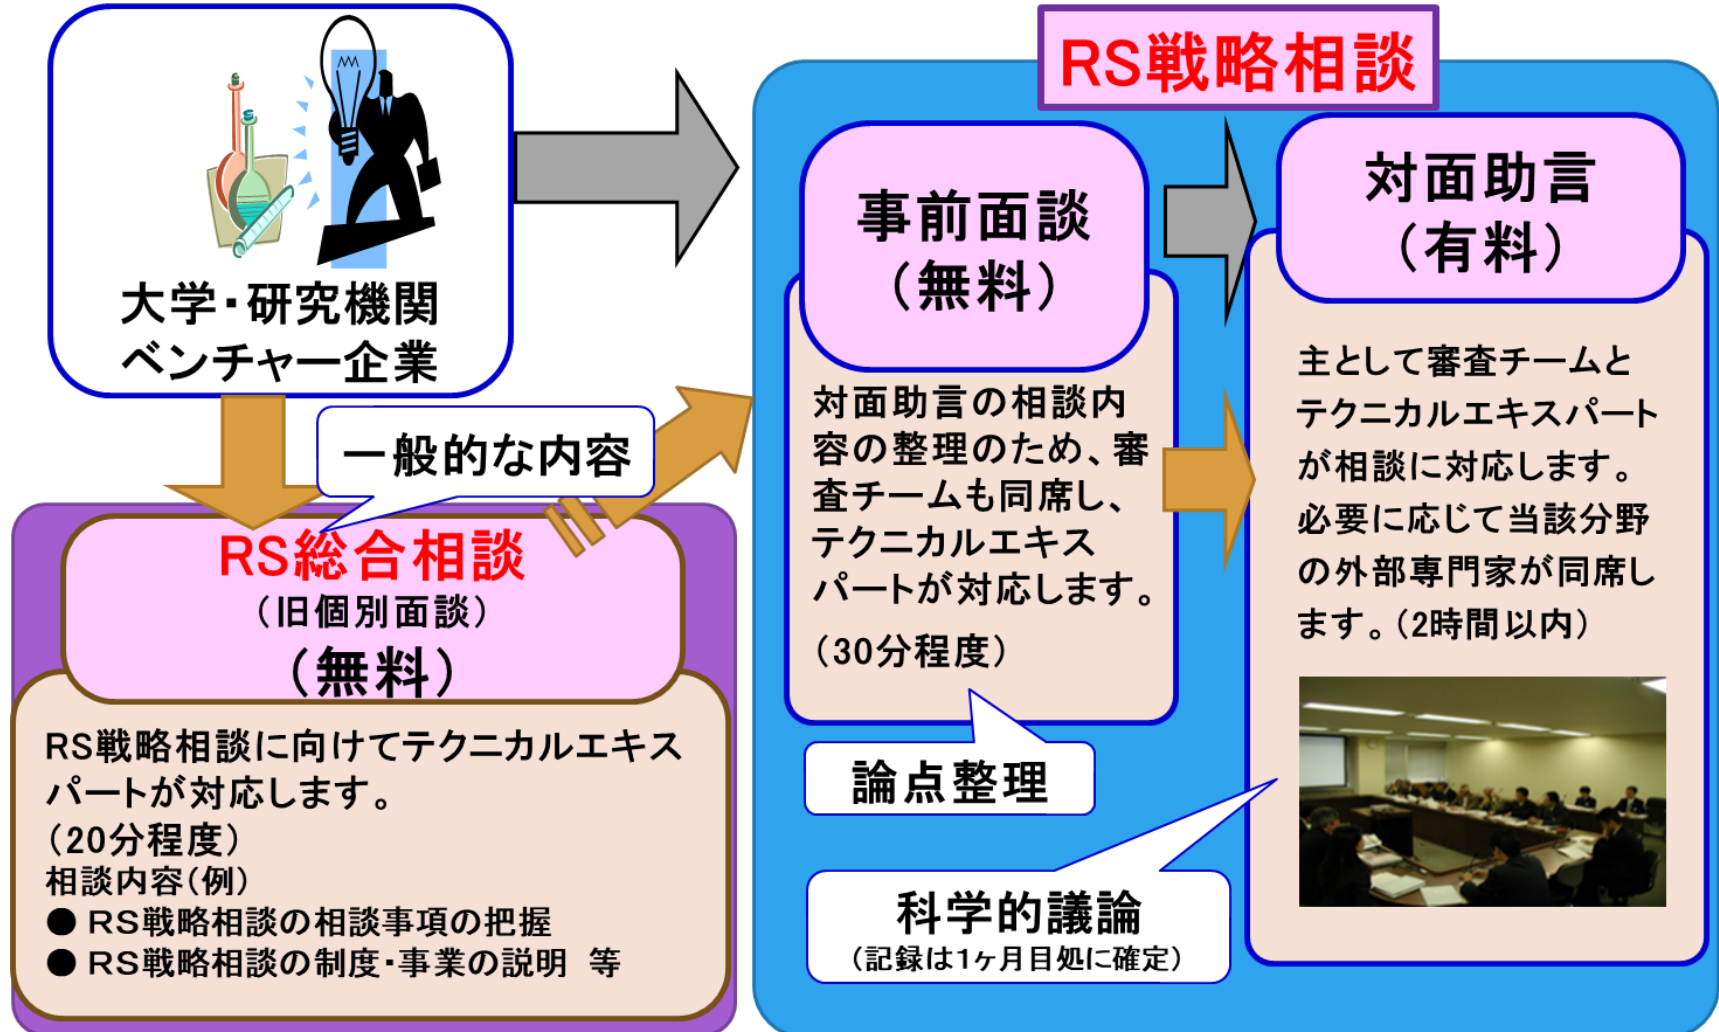 大学・研究機関
ベンチャー企業
一般的な内容
RS総合相談
（旧個別面談）
（無料）
RS戦略相談に向けてテクニカルエキス
パートが対応します。
（20分程度）
相談内容（例）
● RS戦略相談の相談事項の把握
● RS戦略相談の制度・事業の説明 等
RS戦略相談
事前面談
（無料）
対面助言の相談内
容の整理のため、審
査チームも同席し、
テクニカルエキス
パートが対応します。
（30分程度）
論点整理
対面助言
（有料）
主として審査チームと
テクニカルエキスパート
が相談に対応します。
必要に応じて当該分野
の外部専門家が同席し
ます。（2時間以内）
科学的議論
（記録は1ヶ月目処に確定）